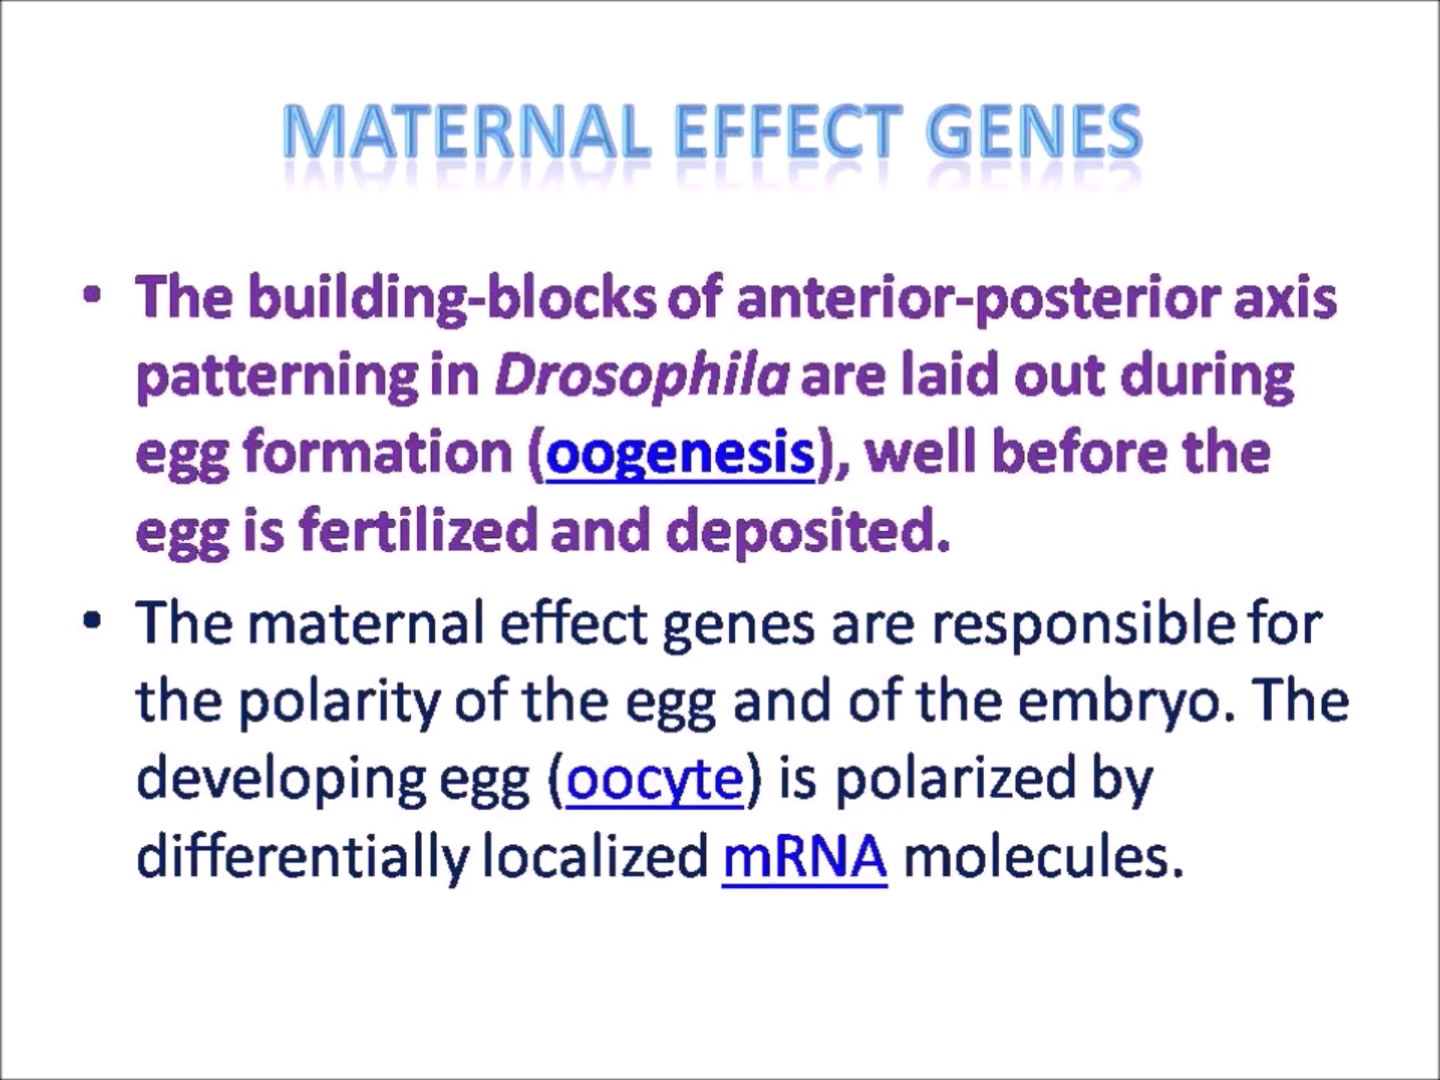 MATERNAL EFFECT GENES
• The building-blocks of anterior-posterior axis
patterning in Drosophila are laid out during
egg formation (oogenesis), well before the
egg is fertilized and deposited.
• The maternal effect genes are responsible for
the polarity of the egg and of the embryo. The
developing egg (oocyte) is polarized by
differentially localized mRNA molecules.